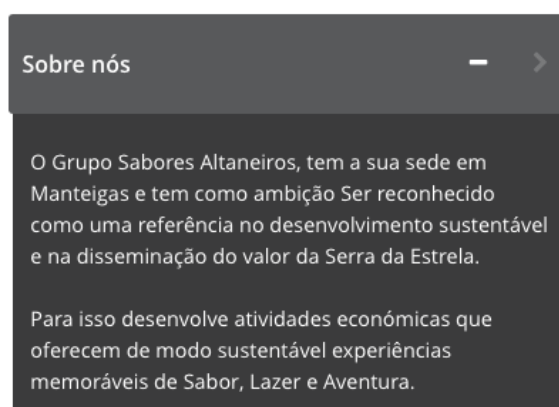 Sobre nós
O Grupo Sabores Altaneiros, tem a sua sede em
Manteigas e tem como ambição Ser reconhecido
como uma referência no desenvolvimento sustentável
e na disseminação do valor da Serra da Estrela.
Para isso desenvolve atividades económicas que
oferecem de modo sustentável experiências
memoráveis de Sabor, Lazer e Aventura.